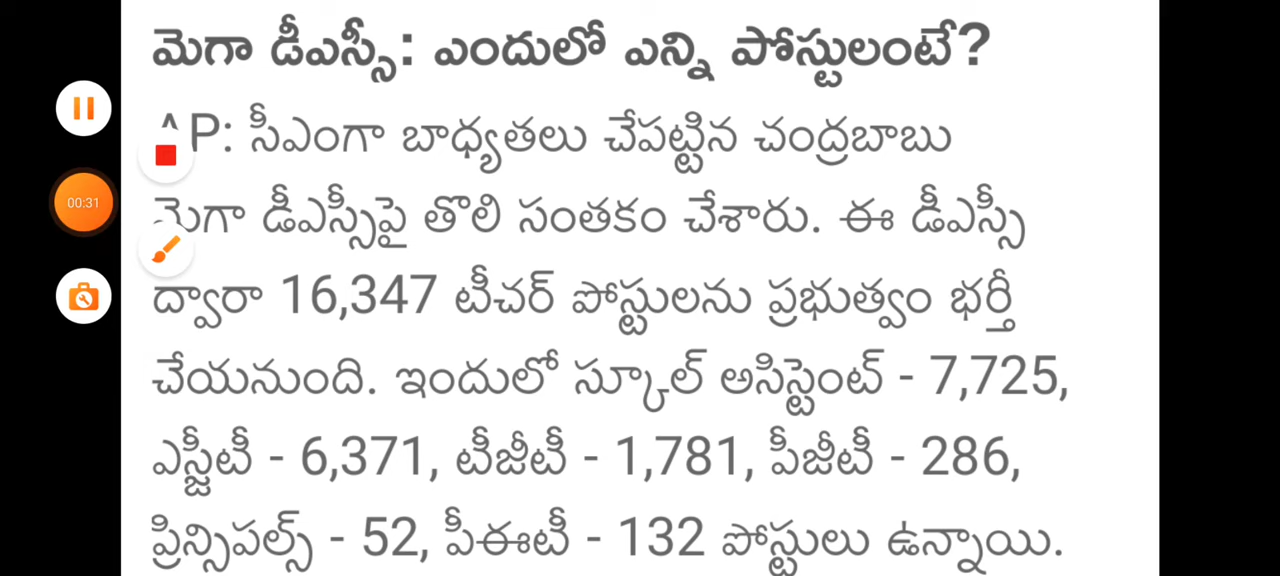 మెగా డీఎస్సీ: ఎందులో ఎన్ని పోస్టులంటే?
AP: సీఎంగా బాధ్యతలు చేపట్టిన చంద్రబాబు
మెగా డీఎస్సీపై తొలి సంతకం చేశారు. ఈ డీఎస్సీ
00:31
ద్వారా 16,347 టీచర్ పోస్టులను ప్రభుత్వం భర్తీ
చేయనుంది. ఇందులో స్కూల్ అసిస్టెంట్ - 7,725,
ఎస్జీటీ - 6,371, టీజీటీ - 1,781, పీజీటీ - 286,
ప్రిన్సిపల్స్ - 52, పీఈటీ - 132 పోస్టులు ఉన్నాయి.